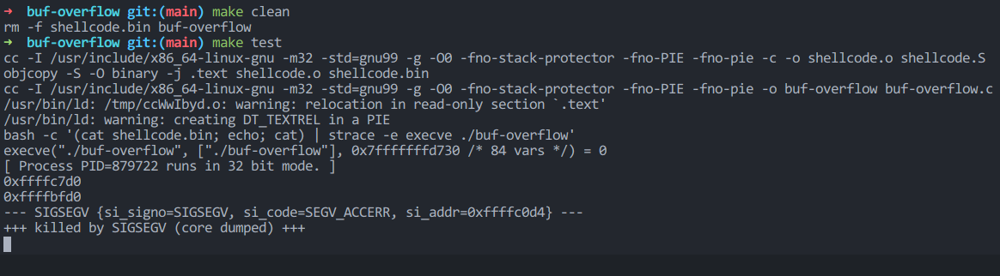 ➜ buf-overflow git:(main) make clean
rm -f shellcode.bin buf-overflow
➜ buf-overflow git:(main) make test
cc -I /usr/include/x86_64-linux-gnu -m32 -std=gnu99 -g -O0 -fno-stack-protector -fno-PIE -fno-pie -c -o shellcode.o shellcode.S
objcopy -S -O binary -j .text shellcode.o shellcode.bin
cc -I /usr/include/x86_64-linux-gnu -m32 -std=gnu99 -g -O0 -fno-stack-protector -fno-PIE -fno-pie -o buf-overflow buf-overflow.c
/usr/bin/ld: /tmp/ccWwIbyd.o: warning: relocation in read-only section `.text'
/usr/bin/ld: warning: creating DT_TEXTREL in a PIE
bash -c '(cat shellcode.bin; echo; cat) | strace -e execve ./buf-overflow'
execve("./buf-overflow", ["./buf-overflow"], 0x7fffffffd730 /* 84 vars */) = 0
[ Process PID=879722 runs in 32 bit mode. ]
0xffffc7d0
0xffffbfd0
--- SIGSEGV {si_signo=SIGSEGV, si_code=SEGV_ACCERR, si_addr=0xffffc0d4} ---
+++ killed by SIGSEGV (core dumped) +++